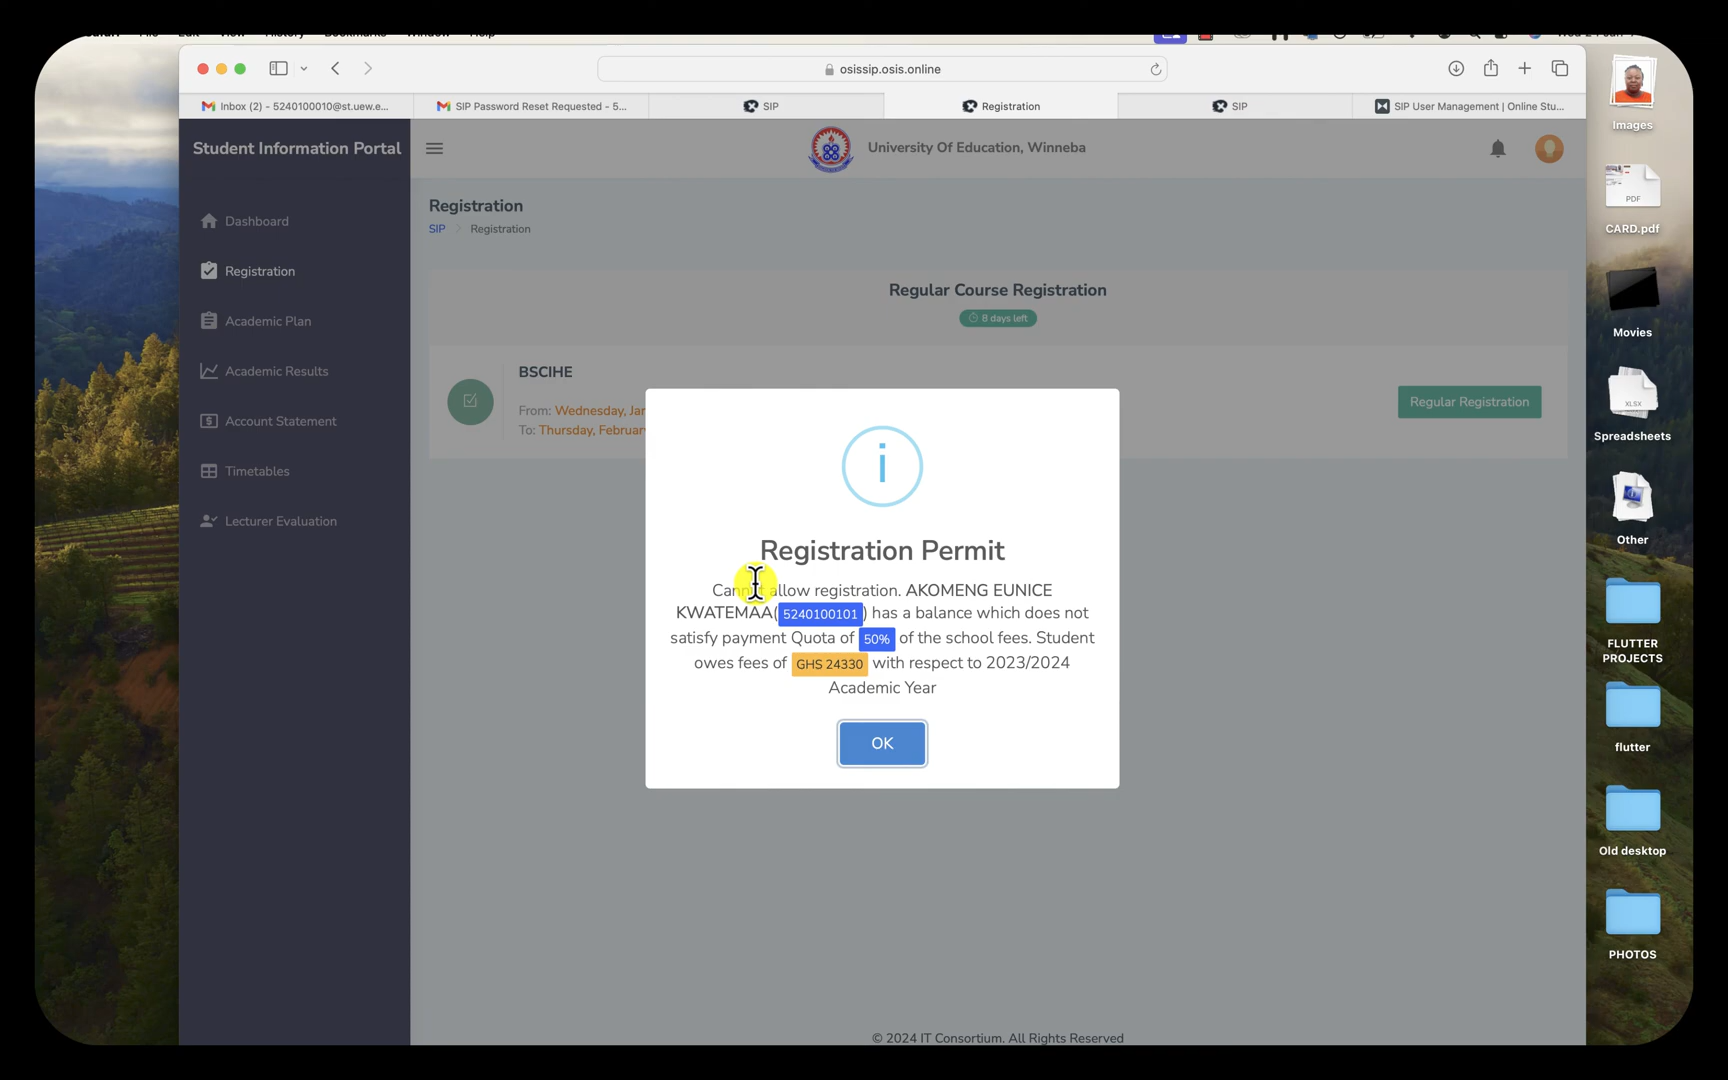 Inbox (2) - 5240100010@st.uew.e...
SIP Password Reset Requested - 5...
SIP
Registration
SIP
SIP User Management | Online Stu...
osissip.osis.online
Student Information Portal
University Of Education, Winneba
Dashboard
Registration
Academic Plan
Academic Results
Account Statement
Timetables
Lecturer Evaluation
Registration
SIP
Registration
Regular Course Registration
8 days left
BSCIHE
From: Wednesday, Jan
To: Thursday, February
Regular Registration
i
Registration Permit
Cannot allow registration. AKOMENG EUNICE
KWATEMAA(5240100101) has a balance which does not
satisfy payment Quota of 50% of the school fees. Student
owes fees of GHS 24330 with respect to 2023/2024
Academic Year
OK
© 2024 IT Consortium. All Rights Reserved
Images
PDF
CARD.pdf
Movies
XLSX
Spreadsheets
Other
FLUTTER
PROJECTS
flutter
Old desktop
PHOTOS